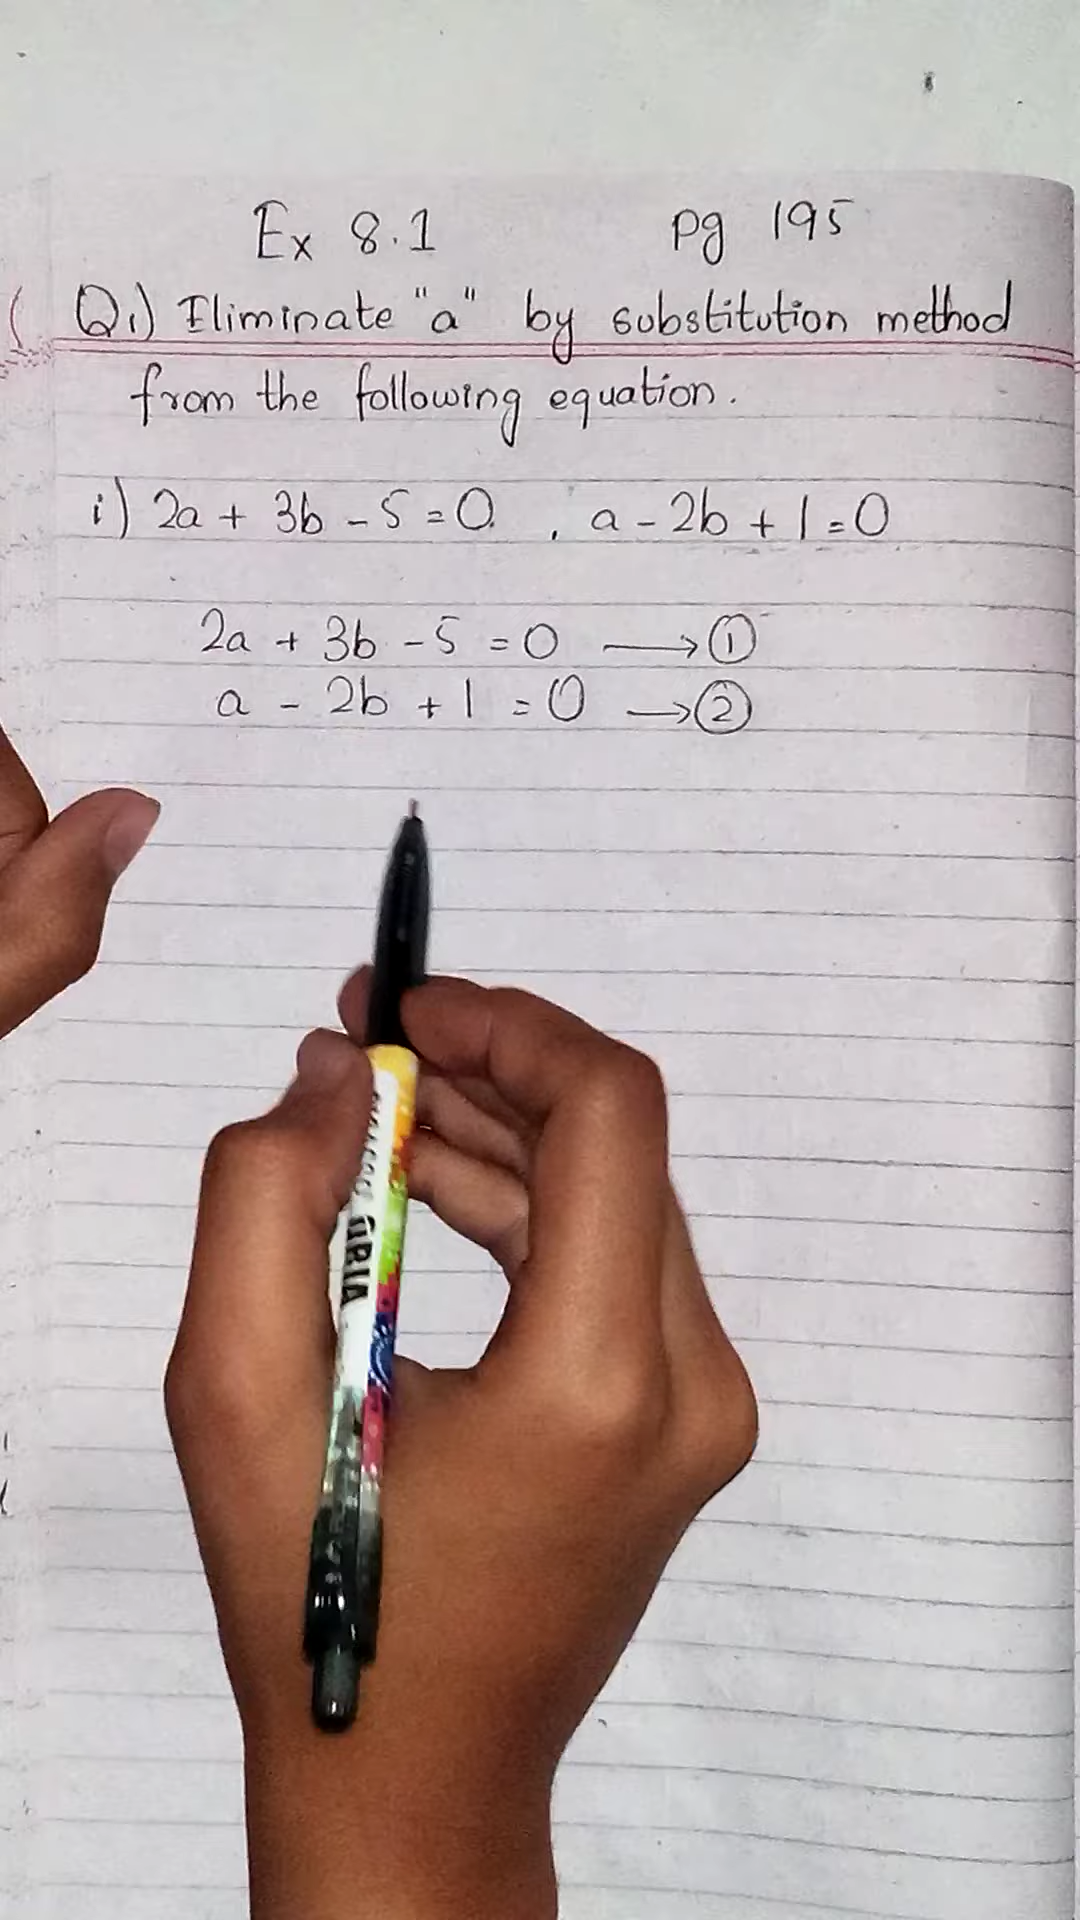 Ex 8.1 pg 195
Q1) Eliminate "a" by substitution method
from the following equation.
i) 2a + 3b - 5 = 0 , a - 2b + 1 = 0
2a + 3b - 5 = 0 ⟶ ①
a - 2b + 1 = 0 ⟶ ②